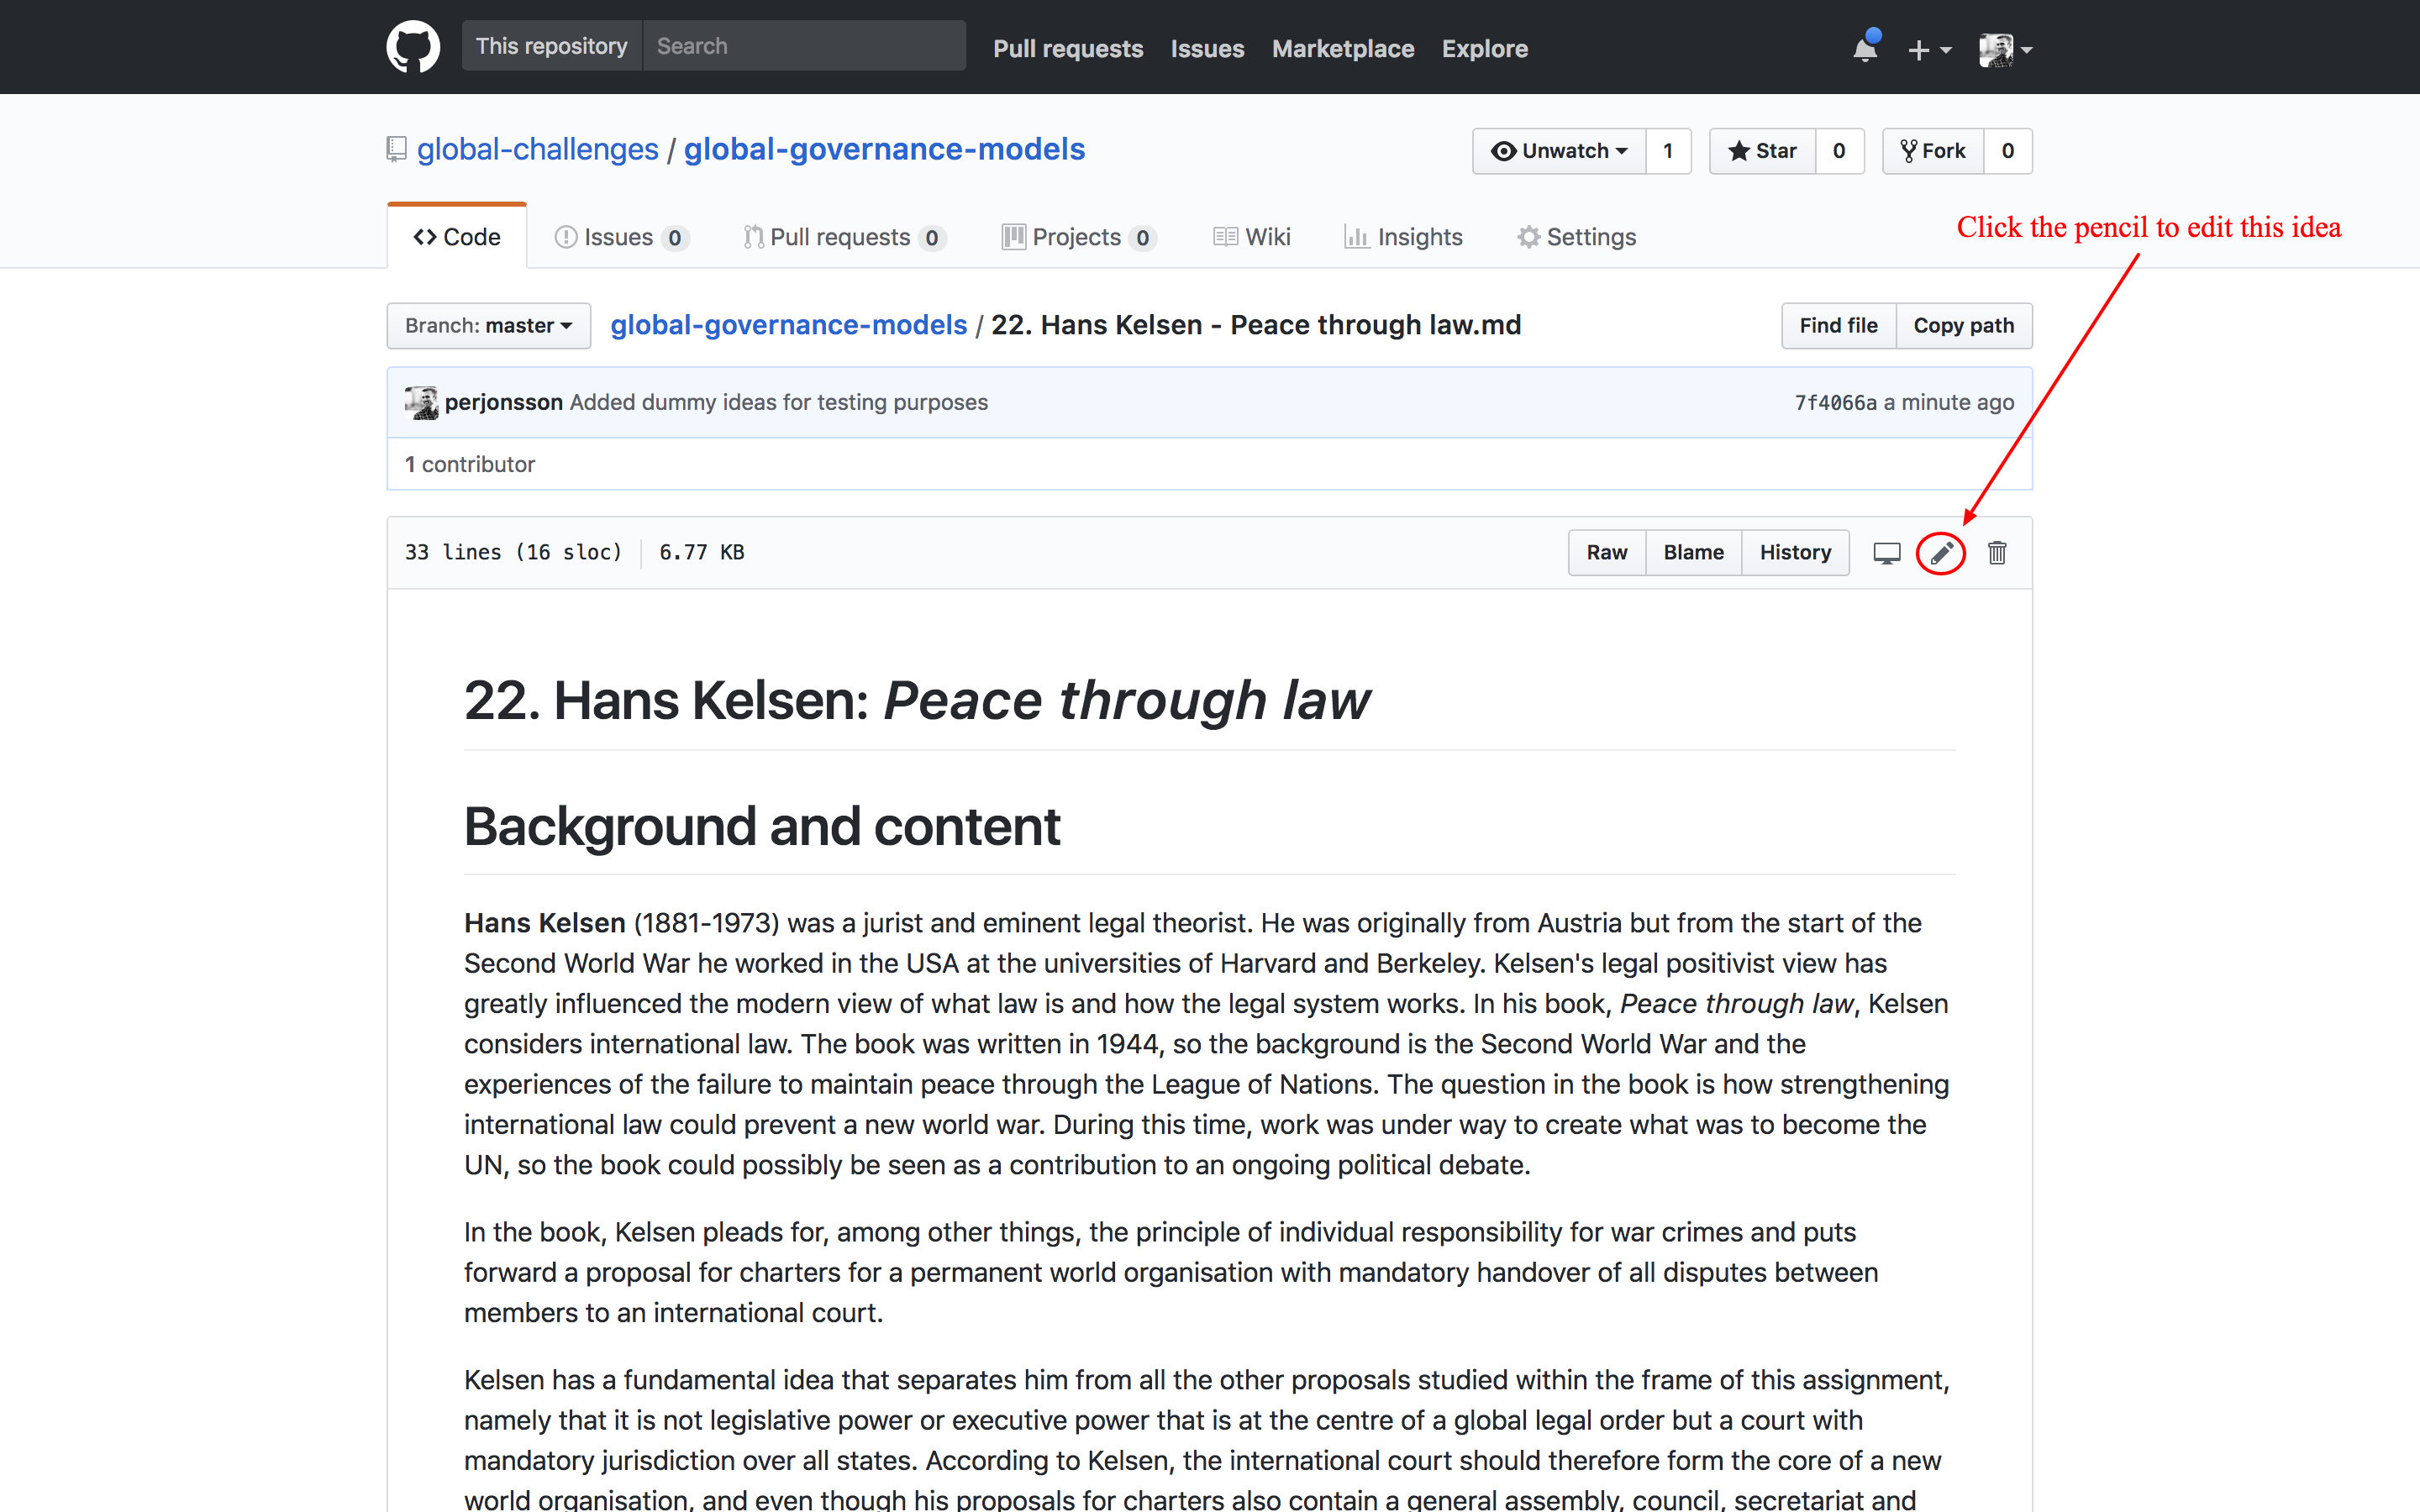 This repository Search Pull requests Issues Marketplace Explore
global-challenges / global-governance-models Unwatch 1 Star 0 Fork 0
Click the pencil to edit this idea
Code Issues 0 Pull requests 0 Projects 0 Wiki Insights Settings
Branch: master global-governance-models / 22. Hans Kelsen - Peace through law.md Find file Copy path
perjonsson Added dummy ideas for testing purposes 7f4066a a minute ago
1 contributor
33 lines (16 sloc) 6.77 KB Raw Blame History
22. Hans Kelsen: Peace through law
Background and content
Hans Kelsen (1881-1973) was a jurist and eminent legal theorist. He was originally from Austria but from the start of the
Second World War he worked in the USA at the universities of Harvard and Berkeley. Kelsen's legal positivist view has
greatly influenced the modern view of what law is and how the legal system works. In his book, Peace through law, Kelsen
considers international law. The book was written in 1944, so the background is the Second World War and the
experiences of the failure to maintain peace through the League of Nations. The question in the book is how strengthening
international law could prevent a new world war. During this time, work was under way to create what was to become the
UN, so the book could possibly be seen as a contribution to an ongoing political debate.
In the book, Kelsen pleads for, among other things, the principle of individual responsibility for war crimes and puts
forward a proposal for charters for a permanent world organisation with mandatory handover of all disputes between
members to an international court.
Kelsen has a fundamental idea that separates him from all the other proposals studied within the frame of this assignment,
namely that it is not legislative power or executive power that is at the centre of a global legal order but a court with
mandatory jurisdiction over all states. According to Kelsen, the international court should therefore form the core of a new
world organisation, and even though his proposals for charters also contain a general assembly, council, secretariat and